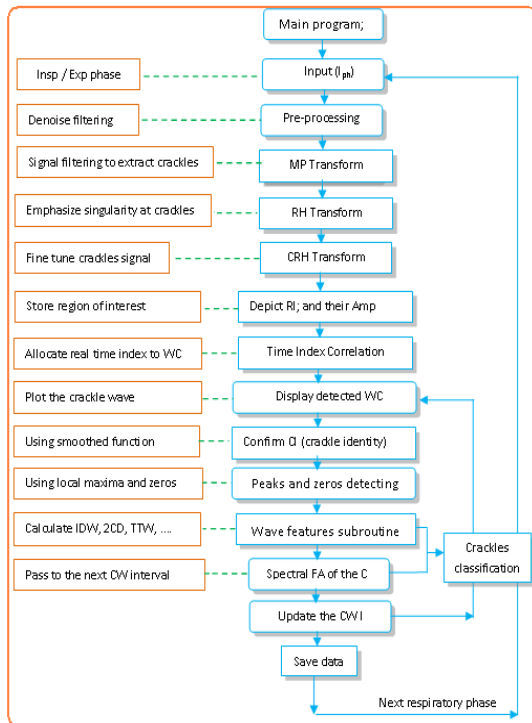 Main program;
Insp / Exp phase
Input (I ph)
Denoise filtering
Pre-processing
Signal filtering to extract crackles
MP Transform
Emphasize singularity at crackles
RH Transform
Fine tune crackles signal
CRH Transform
Store region of interest
Depict RI; and their Amp
Allocate real time index to WC
Time Index Correlation
Plot the crackle wave
Display detected WC
Using smoothed function
Confirm CI (crackle identity)
Using local maxima and zeros
Peaks and zeros detecting
Calculate IDW, 2CD, TTW, ....
Wave features subroutine
Crackles
classification
Pass to the next CW interval
Spectral FA of the C
Update the CW I
Save data
Next respiratory phase